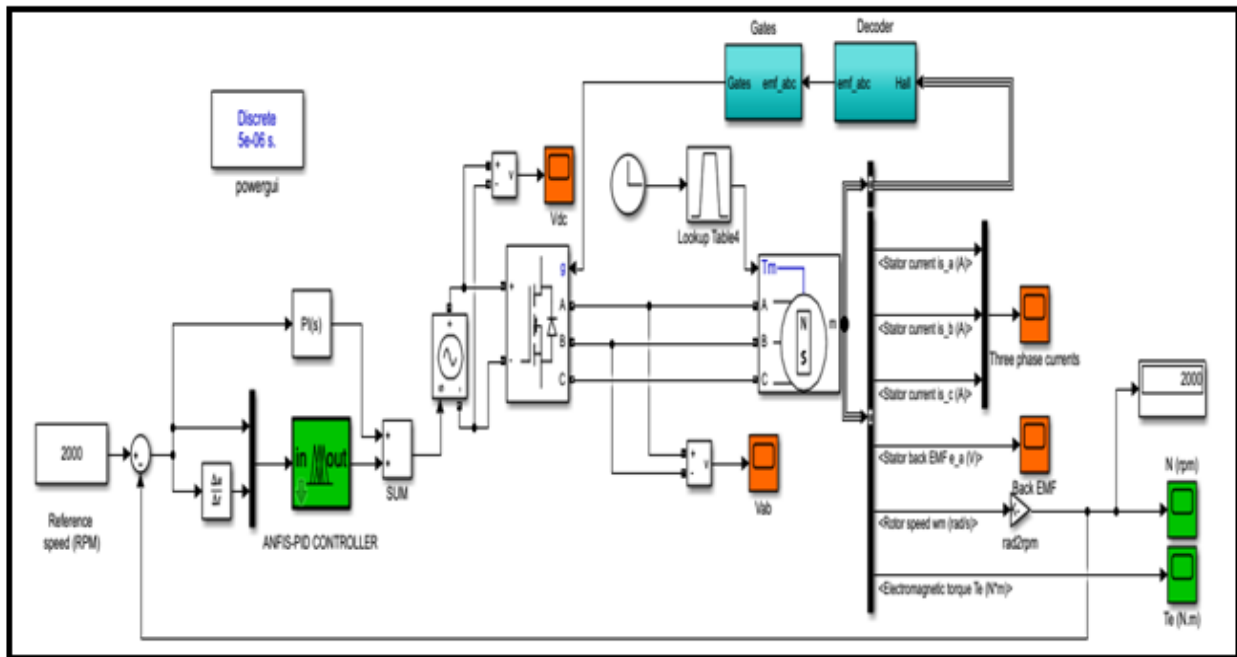 Gates
Decoder
Gates emf_abc
emf_abc Hall
Discrete
5e-06 s.
powergui
+
-
v
Vdc
Lookup Table4
g
+
-
A
B
C
Tm
A
B
C
m
N
S
<Stator current is_a (A)>
<Stator current is_b (A)>
Three phase currents
<Stator current is_c (A)>
2000
PI(s)
+
s
-
2000
+
-
Reference
speed (RPM)
in out
ANFIS-PID CONTROLLER
+
+
SUM
+
-
v
Vab
<Stator back EMF e_a (V)>
Back EMF
N (rpm)
<Rotor speed wm (rad/s)>
rad2rpm
<Electromagnetic torque Te (N*m)>
Te (N.m)